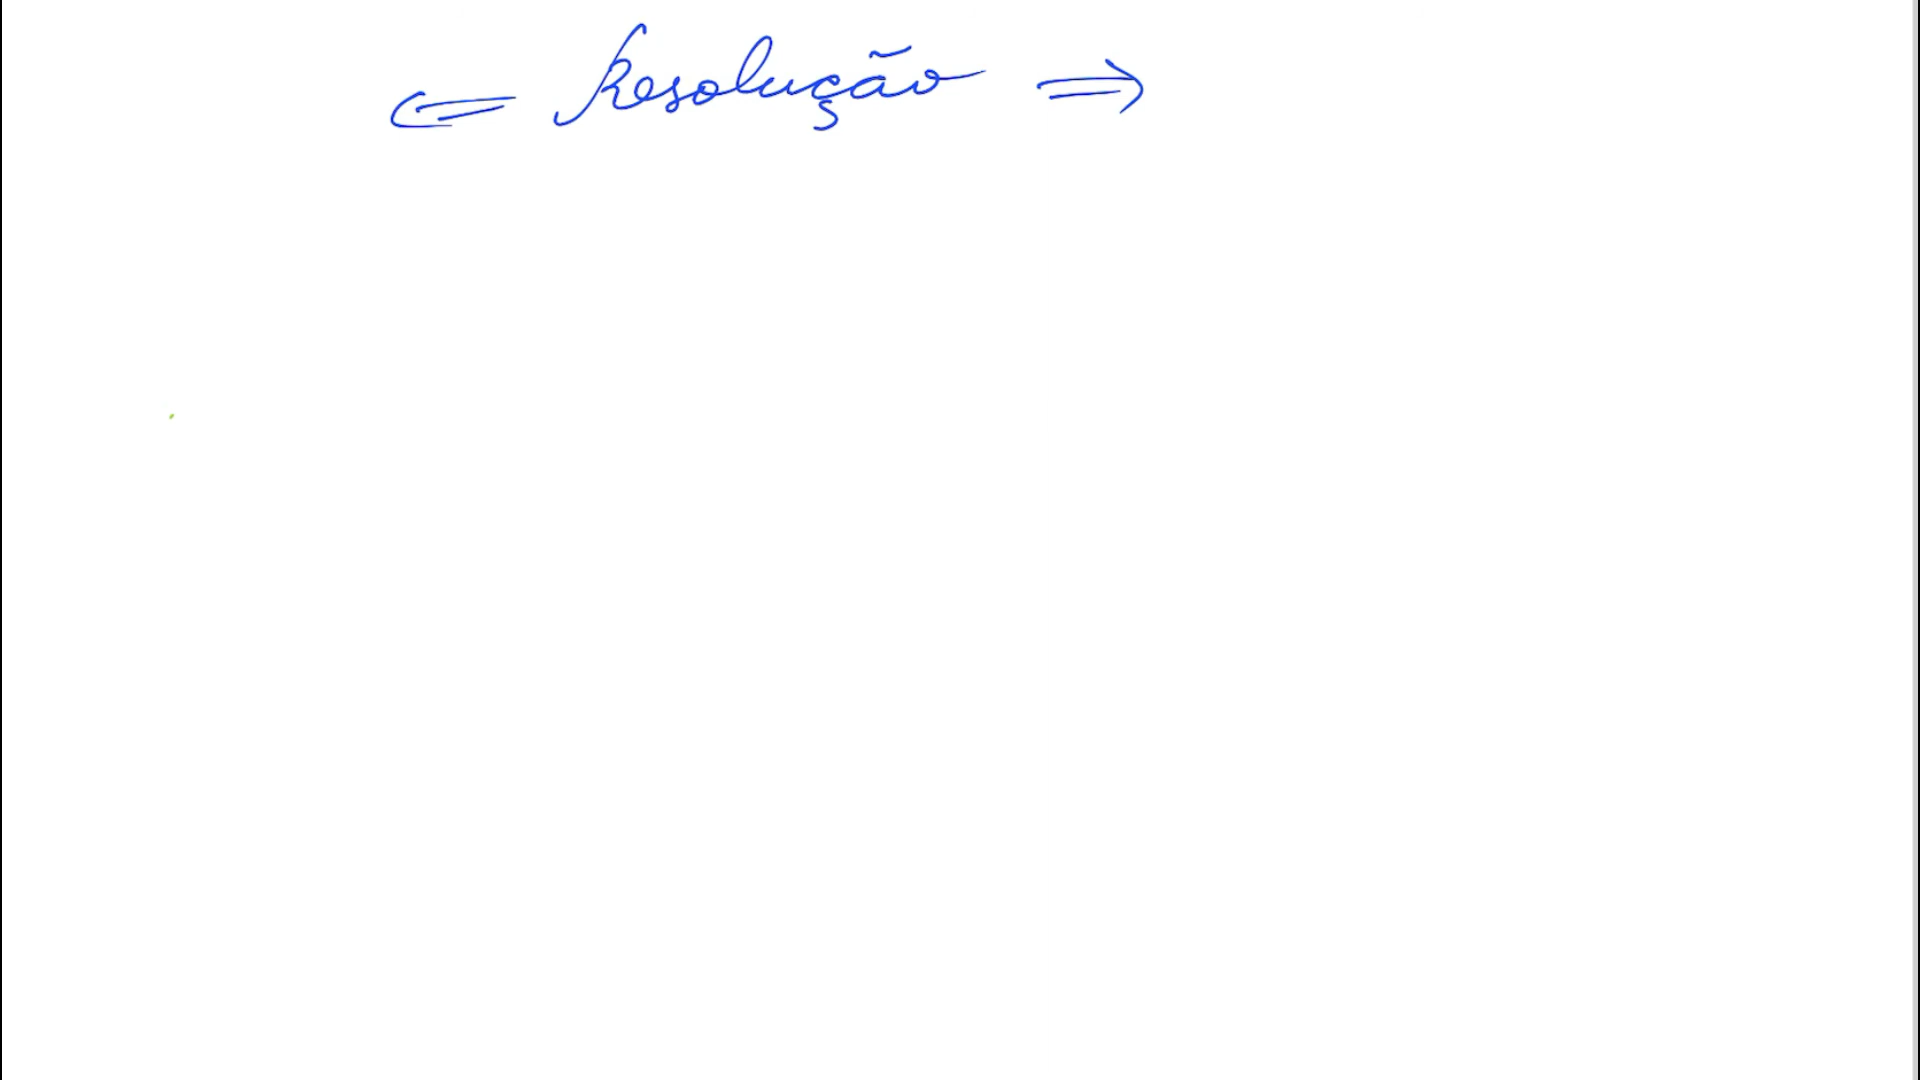 ⇐ Resolução ⇒